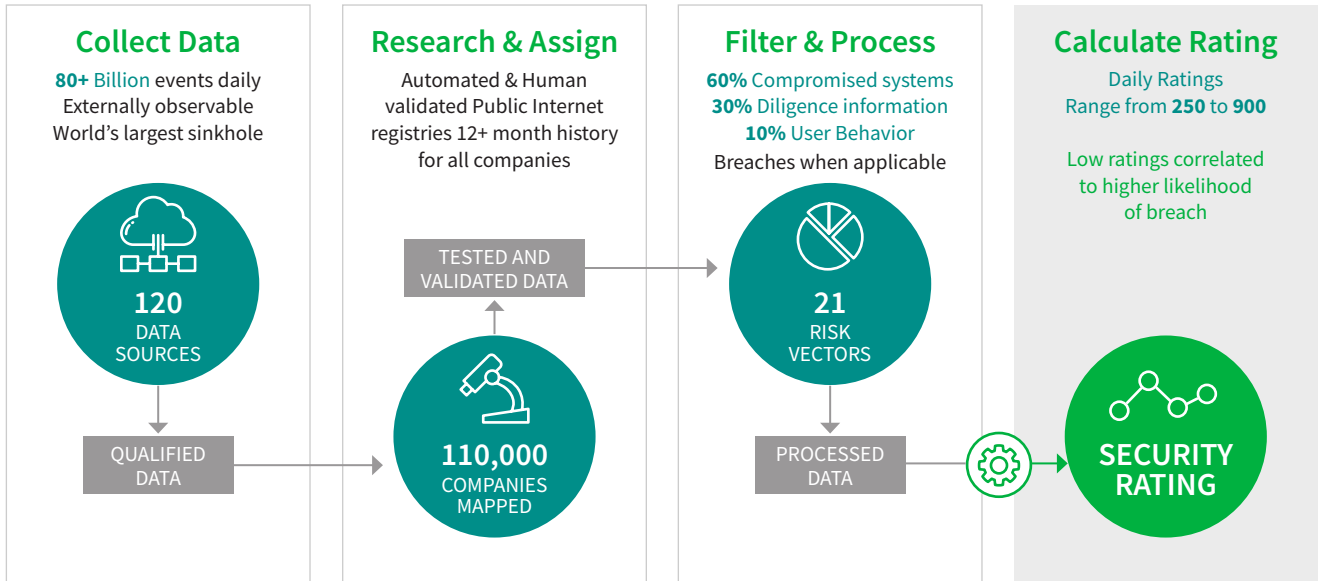 Collect Data
80+ Billion events daily
Externally observable
World's largest sinkhole
120
DATA
SOURCES
QUALIFIED
DATA
Research & Assign
Automated & Human
validated Public Internet
registries 12+ month history
for all companies
TESTED AND
VALIDATED DATA
110,000
COMPANIES
MAPPED
Filter & Process
60% Compromised systems
30% Diligence information
10% User Behavior
Breaches when applicable
21
RISK
VECTORS
PROCESSED
DATA
Calculate Rating
Daily Ratings
Range from 250 to 900
Low ratings correlated
to higher likelihood
of breach
SECURITY
RATING